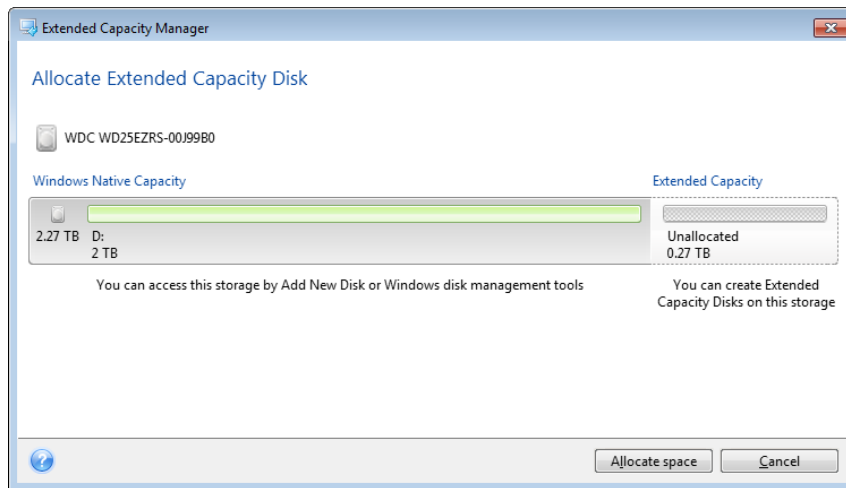 Extended Capacity Manager
Allocate Extended Capacity Disk
WDC WD25EZRS-00J99B0
Windows Native Capacity
Extended Capacity
2.27 TB
D:
2 TB
Unallocated
0.27 TB
You can access this storage by Add New Disk or Windows disk management tools
You can create Extended
Capacity Disks on this storage
Allocate space
Cancel